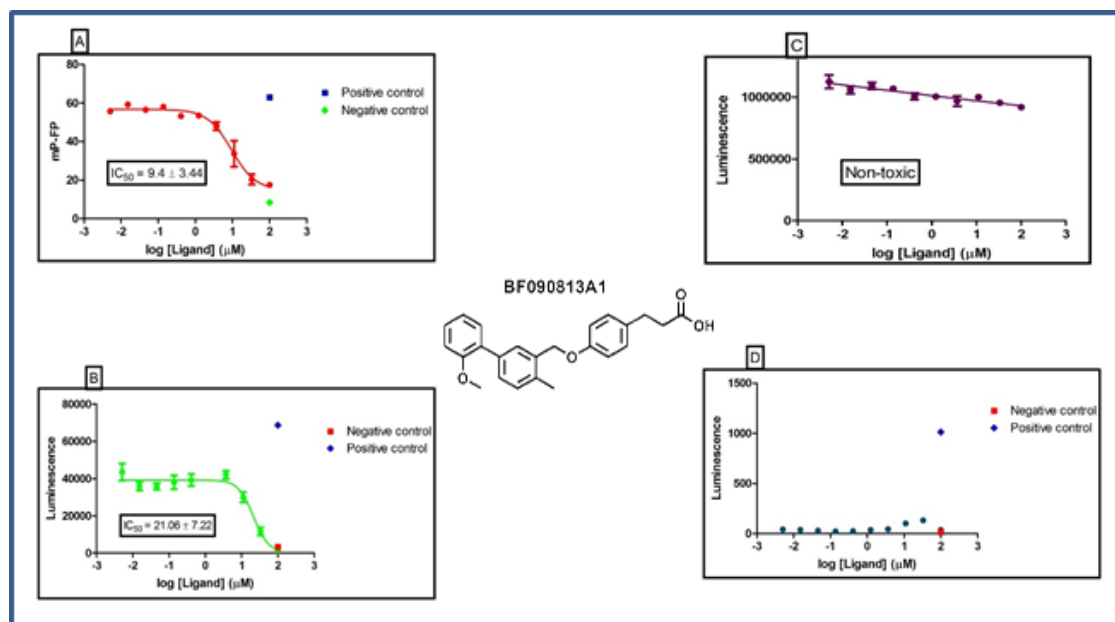 A
80
60
40
20
0
mP-FP
IC50 = 9.4 ± 3.44
Positive control
Negative control
-3 -2 -1 0 1 2 3
log [Ligand] (μM)
C
1000000
500000
0
Luminescence
Non-toxic
-3 -2 -1 0 1 2 3
log [Ligand] (μM)
BF090813A1
O
OH
O
O
B
80000
60000
40000
20000
0
Luminescence
IC50 = 21.06 ± 7.22
Negative control
Positive control
-3 -2 -1 0 1 2 3
log [Ligand] (μM)
D
1500
1000
500
0
Luminescence
Negative control
Positive control
-3 -2 -1 0 1 2 3
log [Ligand] (μM)